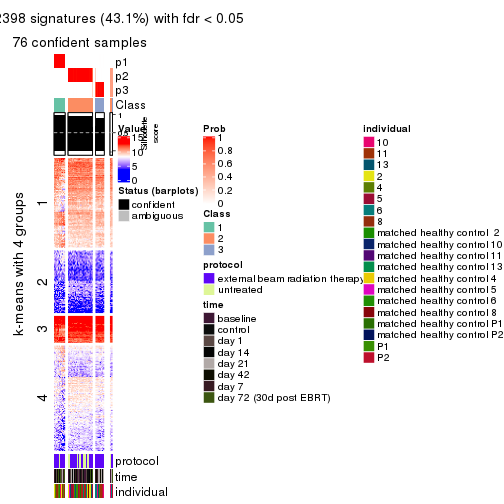 2398 signatures (43.1%) with fdr < 0.05
76 confident samples
p1
p2
p3
Class
1
0.5
Silhouette
score
Value
15
10
5
0
Status (barplots)
confident
ambiguous
k-means with 4 groups
1
2
3
4
protocol
time
individual
Prob
1
0.8
0.6
0.4
0.2
0
Class
1
2
3
protocol
external beam radiation therapy
untreated
time
baseline
control
day 1
day 14
day 21
day 42
day 7
day 72 (30d post EBRT)
individual
10
11
13
2
4
5
6
8
matched healthy control 2
matched healthy control 10
matched healthy control 11
matched healthy control 13
matched healthy control 4
matched healthy control 5
matched healthy control 6
matched healthy control 8
matched healthy control P1
matched healthy control P2
P1
P2